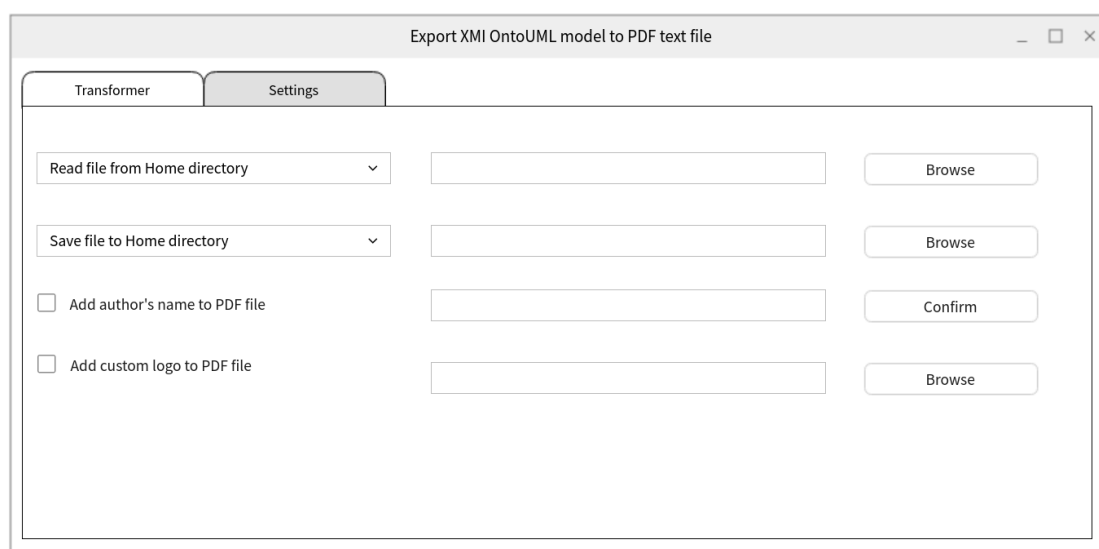 Export XMI OntoUML model to PDF text file
Transformer
Settings
Read file from Home directory
Browse
Save file to Home directory
Browse
Add author's name to PDF file
Confirm
Add custom logo to PDF file
Browse